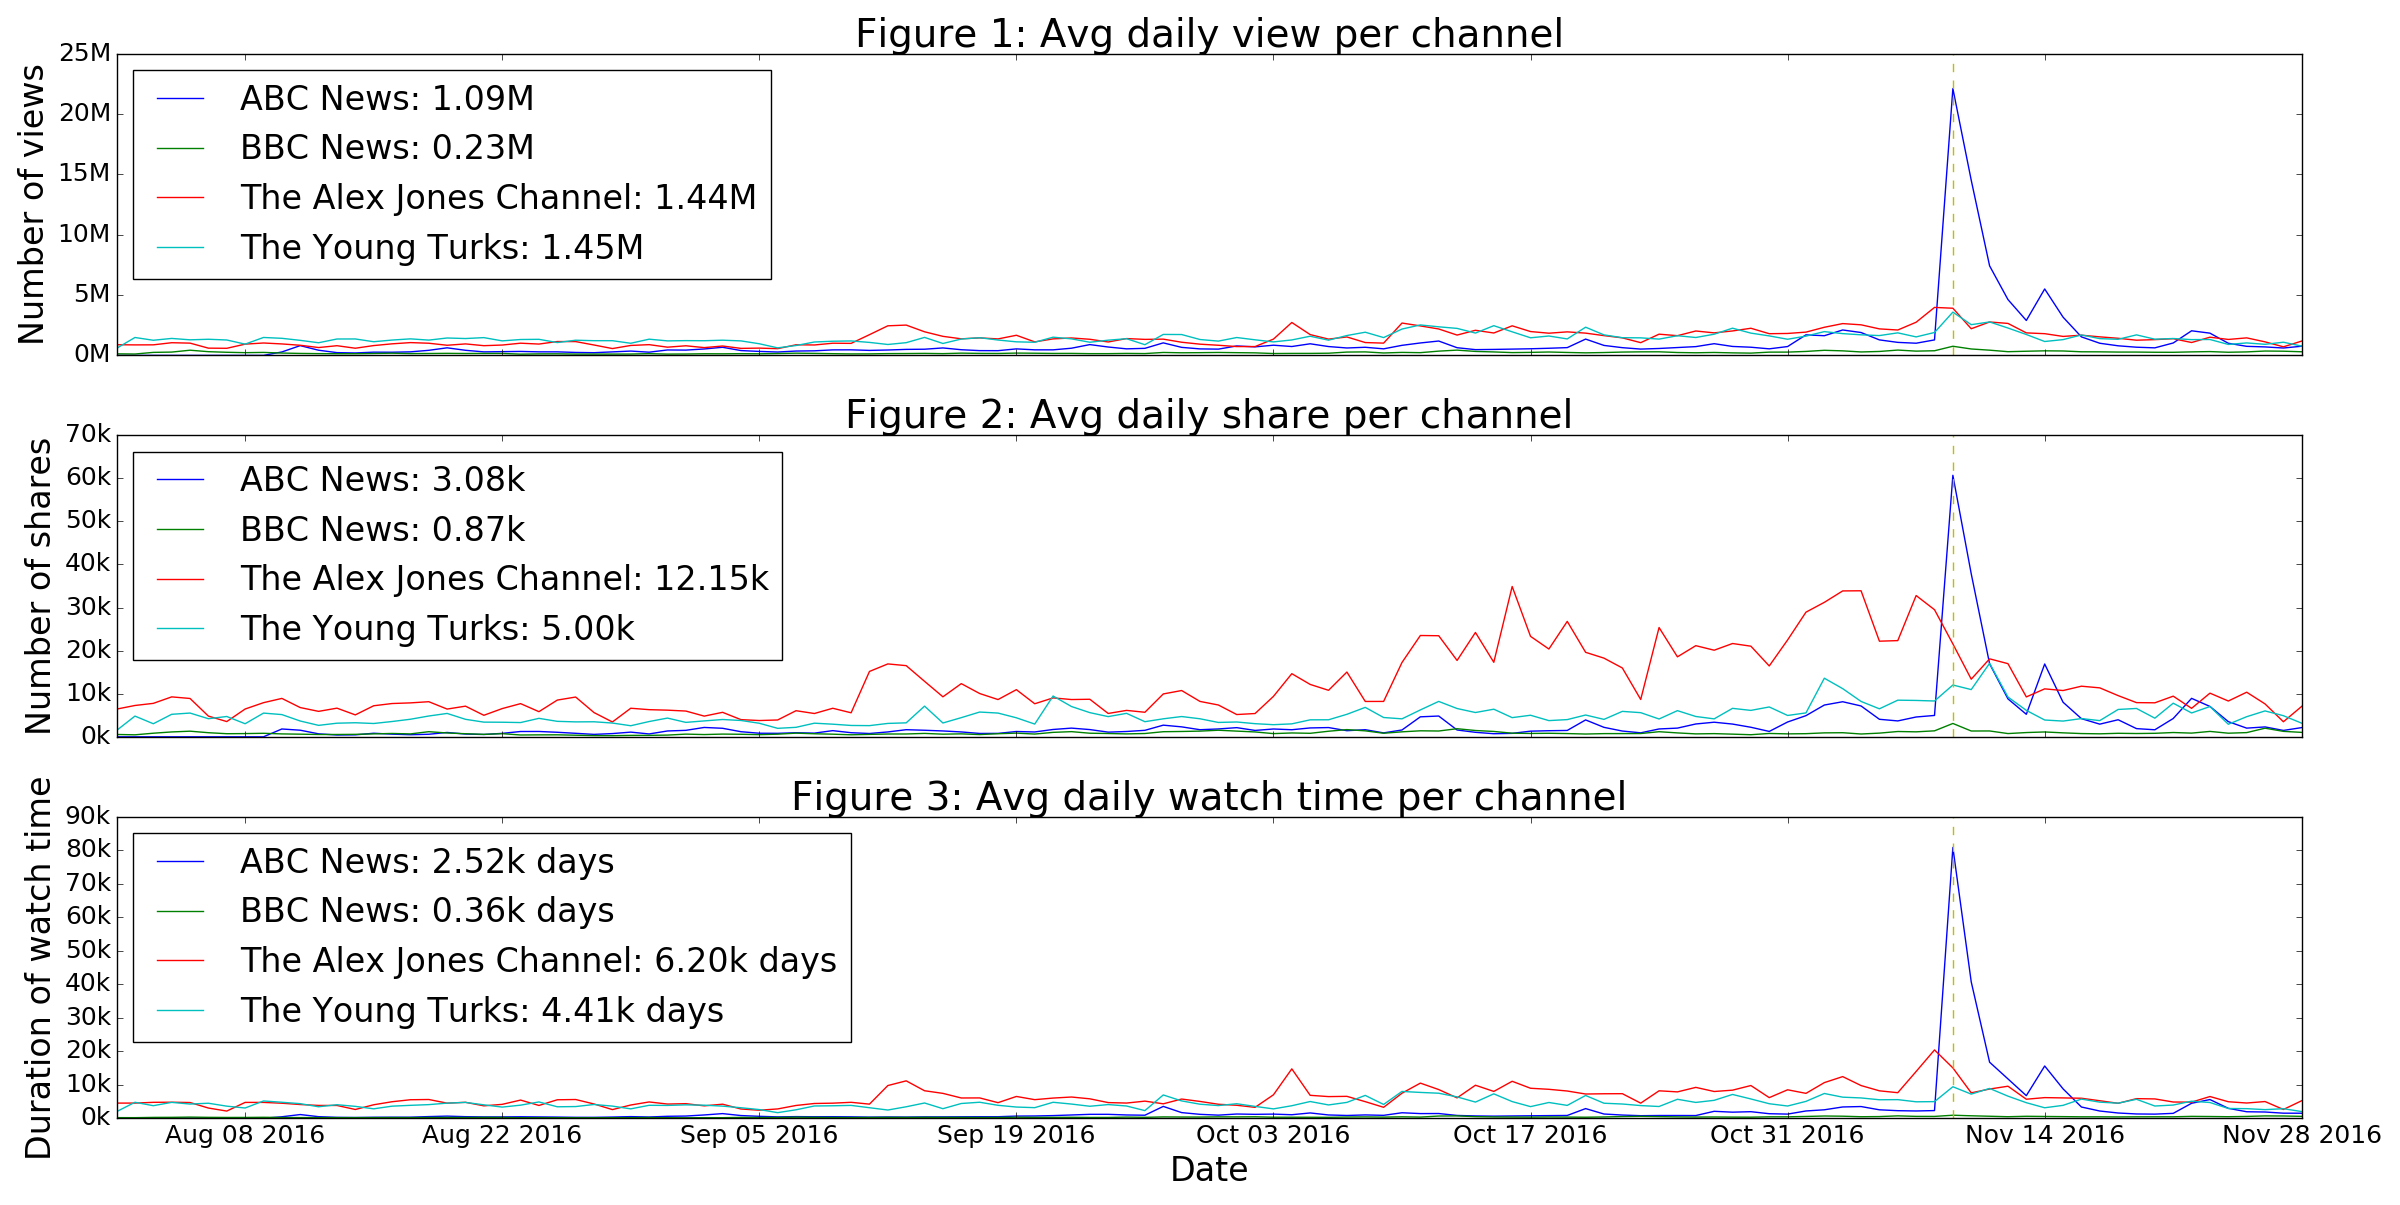 Figure 1: Avg daily view per channel
Number of views
25M
20M
15M
10M
5M
0M
ABC News: 1.09M
BBC News: 0.23M
The Alex Jones Channel: 1.44M
The Young Turks: 1.45M
Figure 2: Avg daily share per channel
Number of shares
70k
60k
50k
40k
30k
20k
10k
0k
ABC News: 3.08k
BBC News: 0.87k
The Alex Jones Channel: 12.15k
The Young Turks: 5.00k
Figure 3: Avg daily watch time per channel
Duration of watch time
90k
80k
70k
60k
50k
40k
30k
20k
10k
0k
ABC News: 2.52k days
BBC News: 0.36k days
The Alex Jones Channel: 6.20k days
The Young Turks: 4.41k days
Aug 08 2016
Aug 22 2016
Sep 05 2016
Sep 19 2016
Oct 03 2016
Oct 17 2016
Oct 31 2016
Nov 14 2016
Nov 28 2016
Date